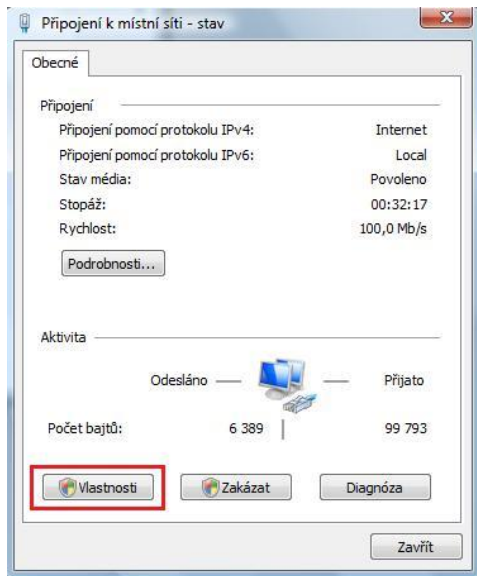 Připojení k místní síti - stav
Obecné
Připojení
Připojení pomocí protokolu IPv4: Internet
Připojení pomocí protokolu IPv6: Local
Stav média: Povoleno
Stopáž: 00:32:17
Rychlost: 100,0 Mb/s
Podrobnosti...
Aktivita
Odesláno — Přijato
Počet bajtů: 6 389 | 99 793
Vlastnosti Zakázat Diagnóza
Zavřít